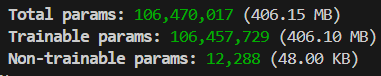 Total params: 106,470,017 (406.15 MB)
Trainable params: 106,457,729 (406.10 MB)
Non-trainable params: 12,288 (48.00 KB)